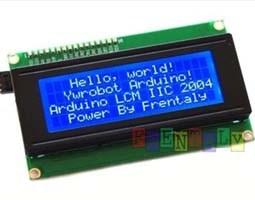 Hello, world!
Ywrobot Arduino!
Arduino LCM IIC 2004
Power By Frentaly